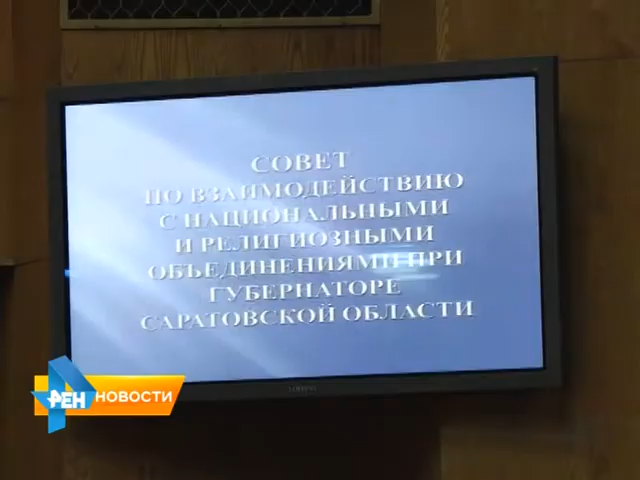 СОВЕТ
ПО ВЗАИМОДЕЙСТВИЮ
С НАЦИОНАЛЬНЫМИ
И РЕЛИГИОЗНЫМИ
ОБЪЕДИНЕНИЯМИ ПРИ
ГУБЕРНАТОРЕ
САРАТОВСКОЙ ОБЛАСТИ
РЕН НОВОСТИ